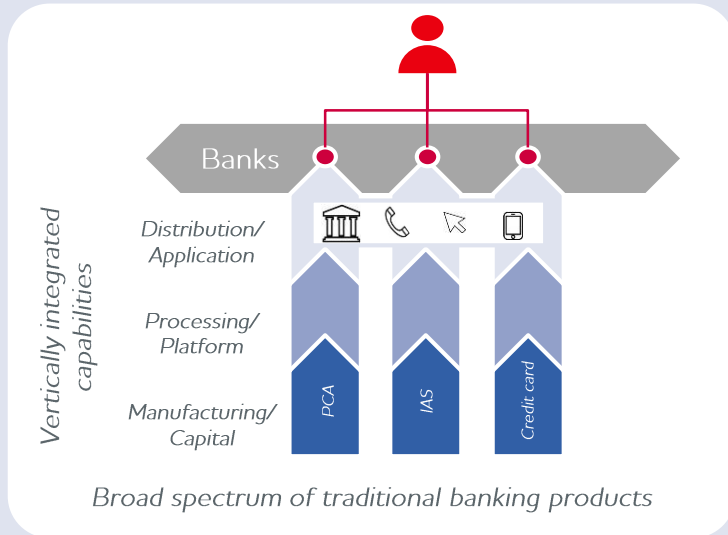 Banks
Distribution/
Application
Processing/
Platform
Manufacturing/
Capital
Vertically integrated
capabilities
PCA
IAS
Credit card
Broad spectrum of traditional banking products